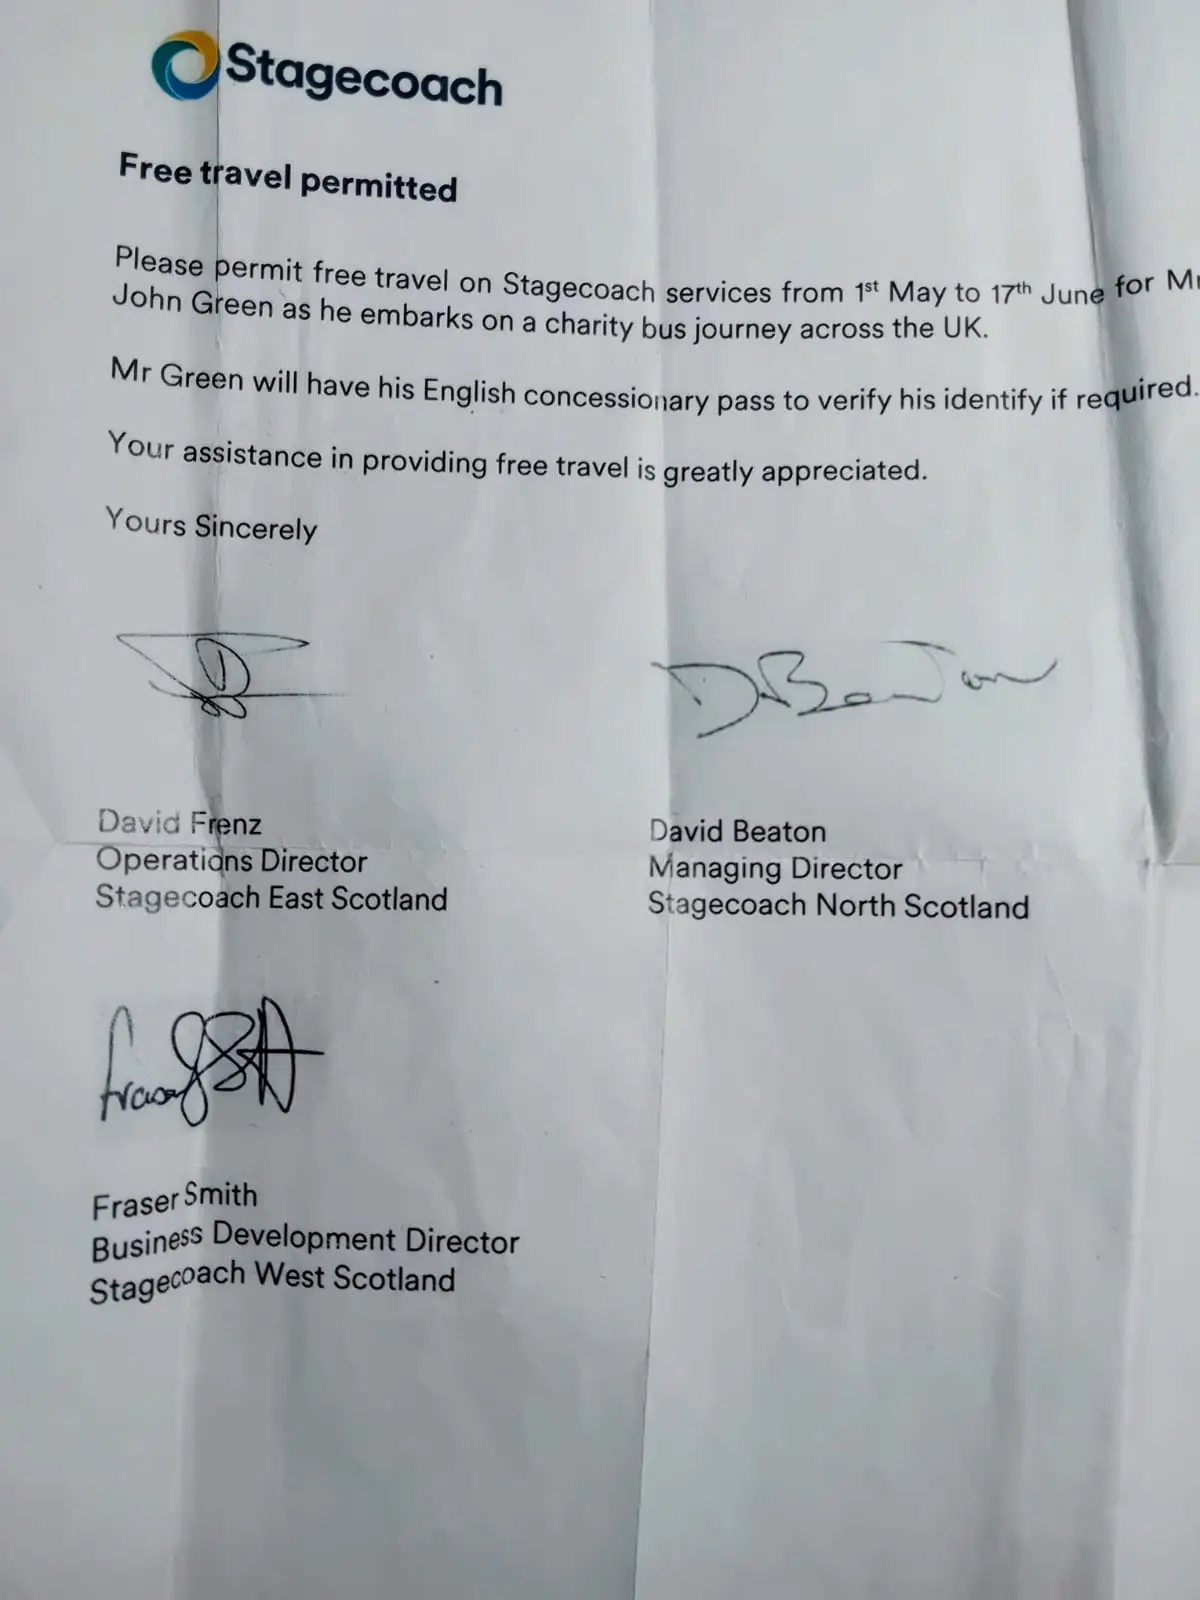 Stagecoach
Free travel permitted
Please permit free travel on Stagecoach services from 1st May to 17th June for Mr
John Green as he embarks on a charity bus journey across the UK.
Mr Green will have his English concessionary pass to verify his identify if required.
Your assistance in providing free travel is greatly appreciated.
Yours Sincerely
D Beaton
David Frenz
Operations Director
Stagecoach East Scotland
David Beaton
Managing Director
Stagecoach North Scotland
Fraser Smith
Business Development Director
Stagecoach West Scotland